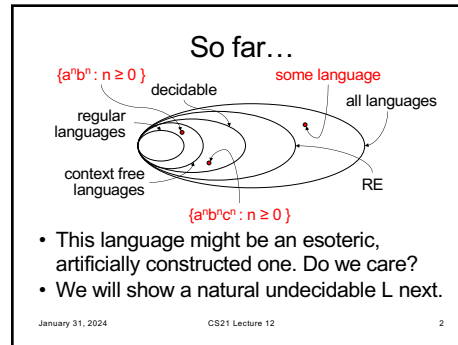 So far…
{aⁿbⁿ : n ≥ 0 }
decidable
some language
all languages
regular
languages
context free
languages
RE
{aⁿbⁿcⁿ : n ≥ 0 }
• This language might be an esoteric,
artificially constructed one. Do we care?
• We will show a natural undecidable L next.
January 31, 2024 CS21 Lecture 12 2